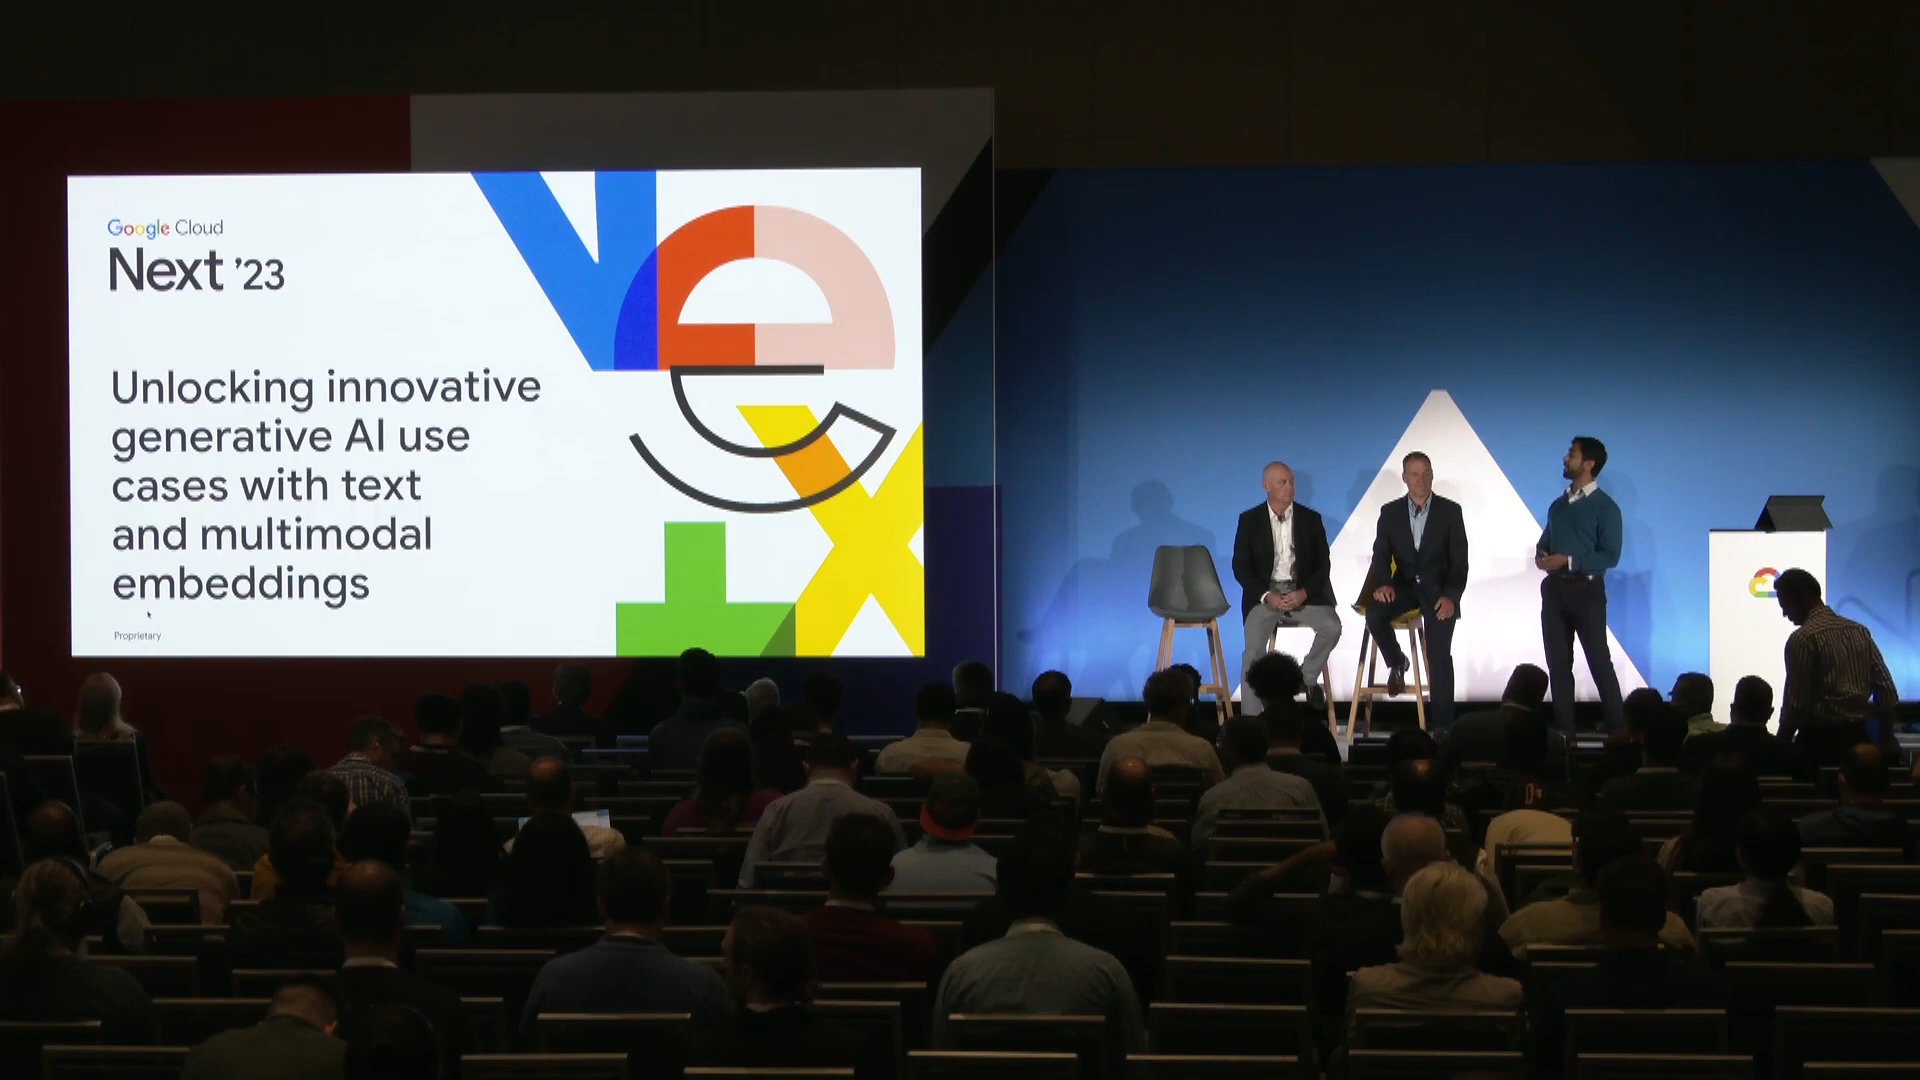 Google Cloud
Next '23
Unlocking innovative
generative AI use
cases with text
and multimodal
embeddings
Proprietary